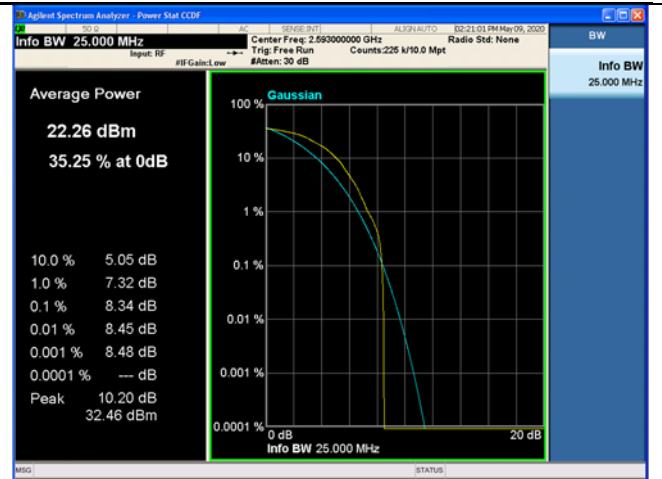 Agilent Spectrum Analyzer - Power Stat CCDF
50 Ω AC SENSE:INT ALIGN AUTO 02:21:01 PM May 09, 2020
Info BW 25.000 MHz
Center Freq: 2.593000000 GHz Radio Std: None
Input: RF
Trig: Free Run Counts:225 k/10.0 Mpt
#IFGain:Low #Atten: 30 dB
BW
Info BW
25.000 MHz
Average Power
22.26 dBm
35.25 % at 0dB
10.0 % 5.05 dB
1.0 % 7.32 dB
0.1 % 8.34 dB
0.01 % 8.45 dB
0.001 % 8.48 dB
0.0001 % --- dB
Peak 10.20 dB
32.46 dBm
Gaussian
100 %
10 %
1 %
0.1 %
0.01 %
0.001 %
0.0001 %
0 dB 20 dB
Info BW 25.000 MHz
MSG STATUS